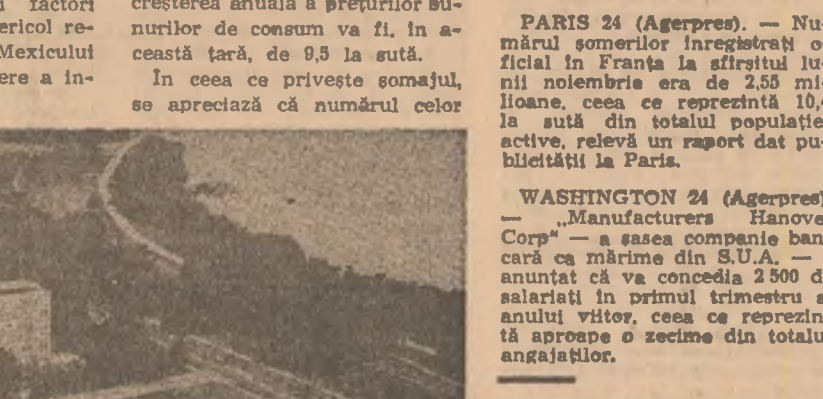 factori
ericol re-
Mexicului
ere a in-
creșterea anuală a prețurilor bu-
nurilor de consum va fi, în a-
ceastă țară, de 9,5 la sută.
În ceea ce privește șomajul,
se apreciază că numărul celor
PARIS 24 (Agerpres). — Nu-
mărul șomerilor înregistrați o-
ficial în Franța la sfîrșitul lu-
nii noiembrie era de 2,55 mi-
lioane, ceea ce reprezintă 10,
la sută din totalul populației
active, relevă un raport dat pu-
blicității la Paris.
WASHINGTON 24 (Agerpres)
— „Manufacturers Hanove
Corp" — a șasea companie ban
cară ca mărime din S.U.A. —
anunțat că va concedia 2 500 d
salariați în primul trimestru a
anului viitor, ceea ce reprezin
tă aproape o zecime din totalu
angajaților.